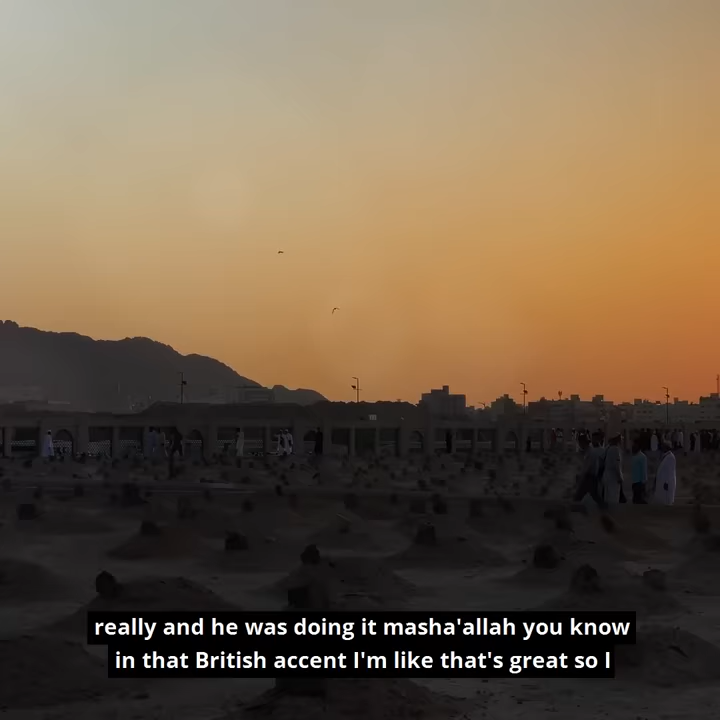 really and he was doing it masha'allah you know
in that British accent I'm like that's great so I